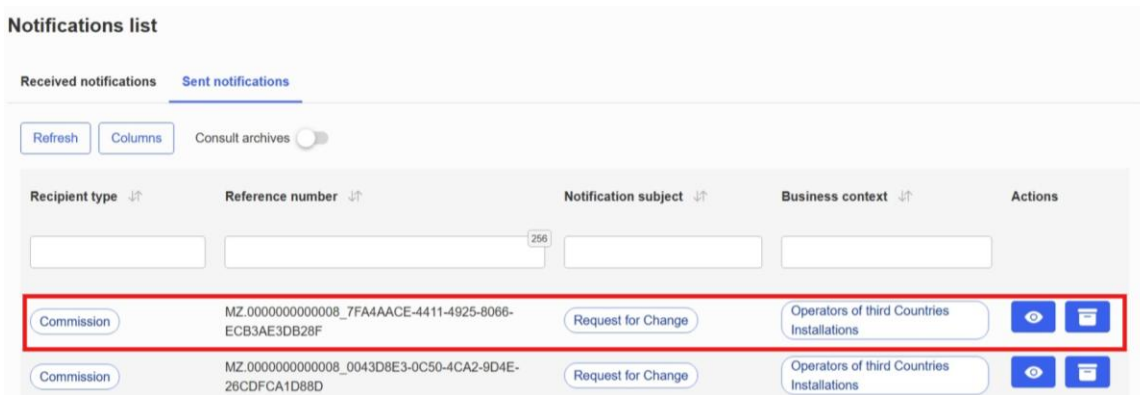 Notifications list
Received notifications Sent notifications
Refresh Columns Consult archives
Recipient type Reference number Notification subject Business context Actions
256
Commission MZ.0000000000008_7FA4AACE-4411-4925-8066-ECB3AE3DB28F Request for Change Operators of third Countries Installations
Commission MZ.0000000000008_0043D8E3-0C50-4CA2-9D4E-26CDFCA1D88D Request for Change Operators of third Countries Installations